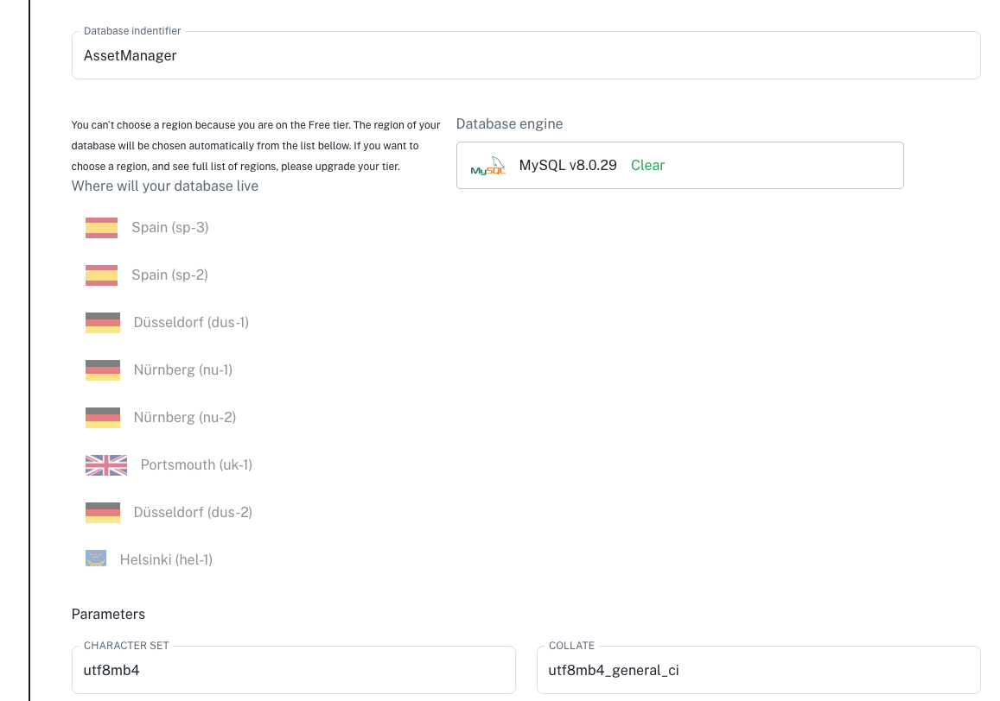 Database indentifier
AssetManager
You can't choose a region because you are on the Free tier. The region of your
database will be chosen automatically from the list bellow. If you want to
choose a region, and see full list of regions, please upgrade your tier.
Where will your database live
Database engine
MySQL MySQL v8.0.29 Clear
Spain (sp-3)
Spain (sp-2)
Düsseldorf (dus-1)
Nürnberg (nu-1)
Nürnberg (nu-2)
Portsmouth (uk-1)
Düsseldorf (dus-2)
Helsinki (hel-1)
Parameters
CHARACTER SET
utf8mb4
COLLATE
utf8mb4_general_ci